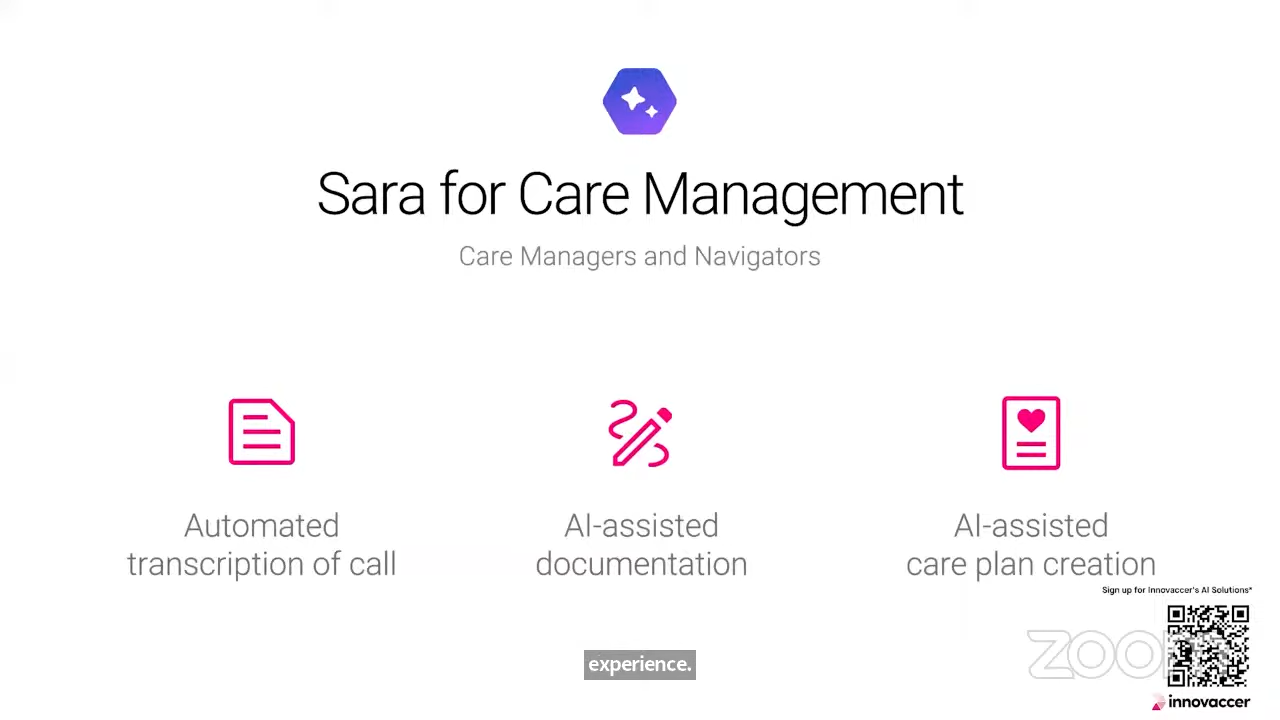 Sara for Care Management
Care Managers and Navigators
Automated
transcription of call
AI-assisted
documentation
AI-assisted
care plan creation
Sign up for Innovaccer's AI Solutions*
zoom
experience.
innovaccer